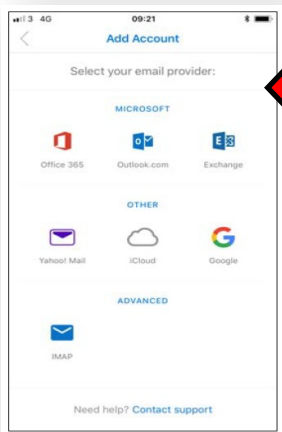 3 4G 09:21
Add Account
Select your email provider:
MICROSOFT
Office 365 Outlook.com Exchange
OTHER
Yahoo! Mail iCloud Google
ADVANCED
IMAP
Need help? Contact support